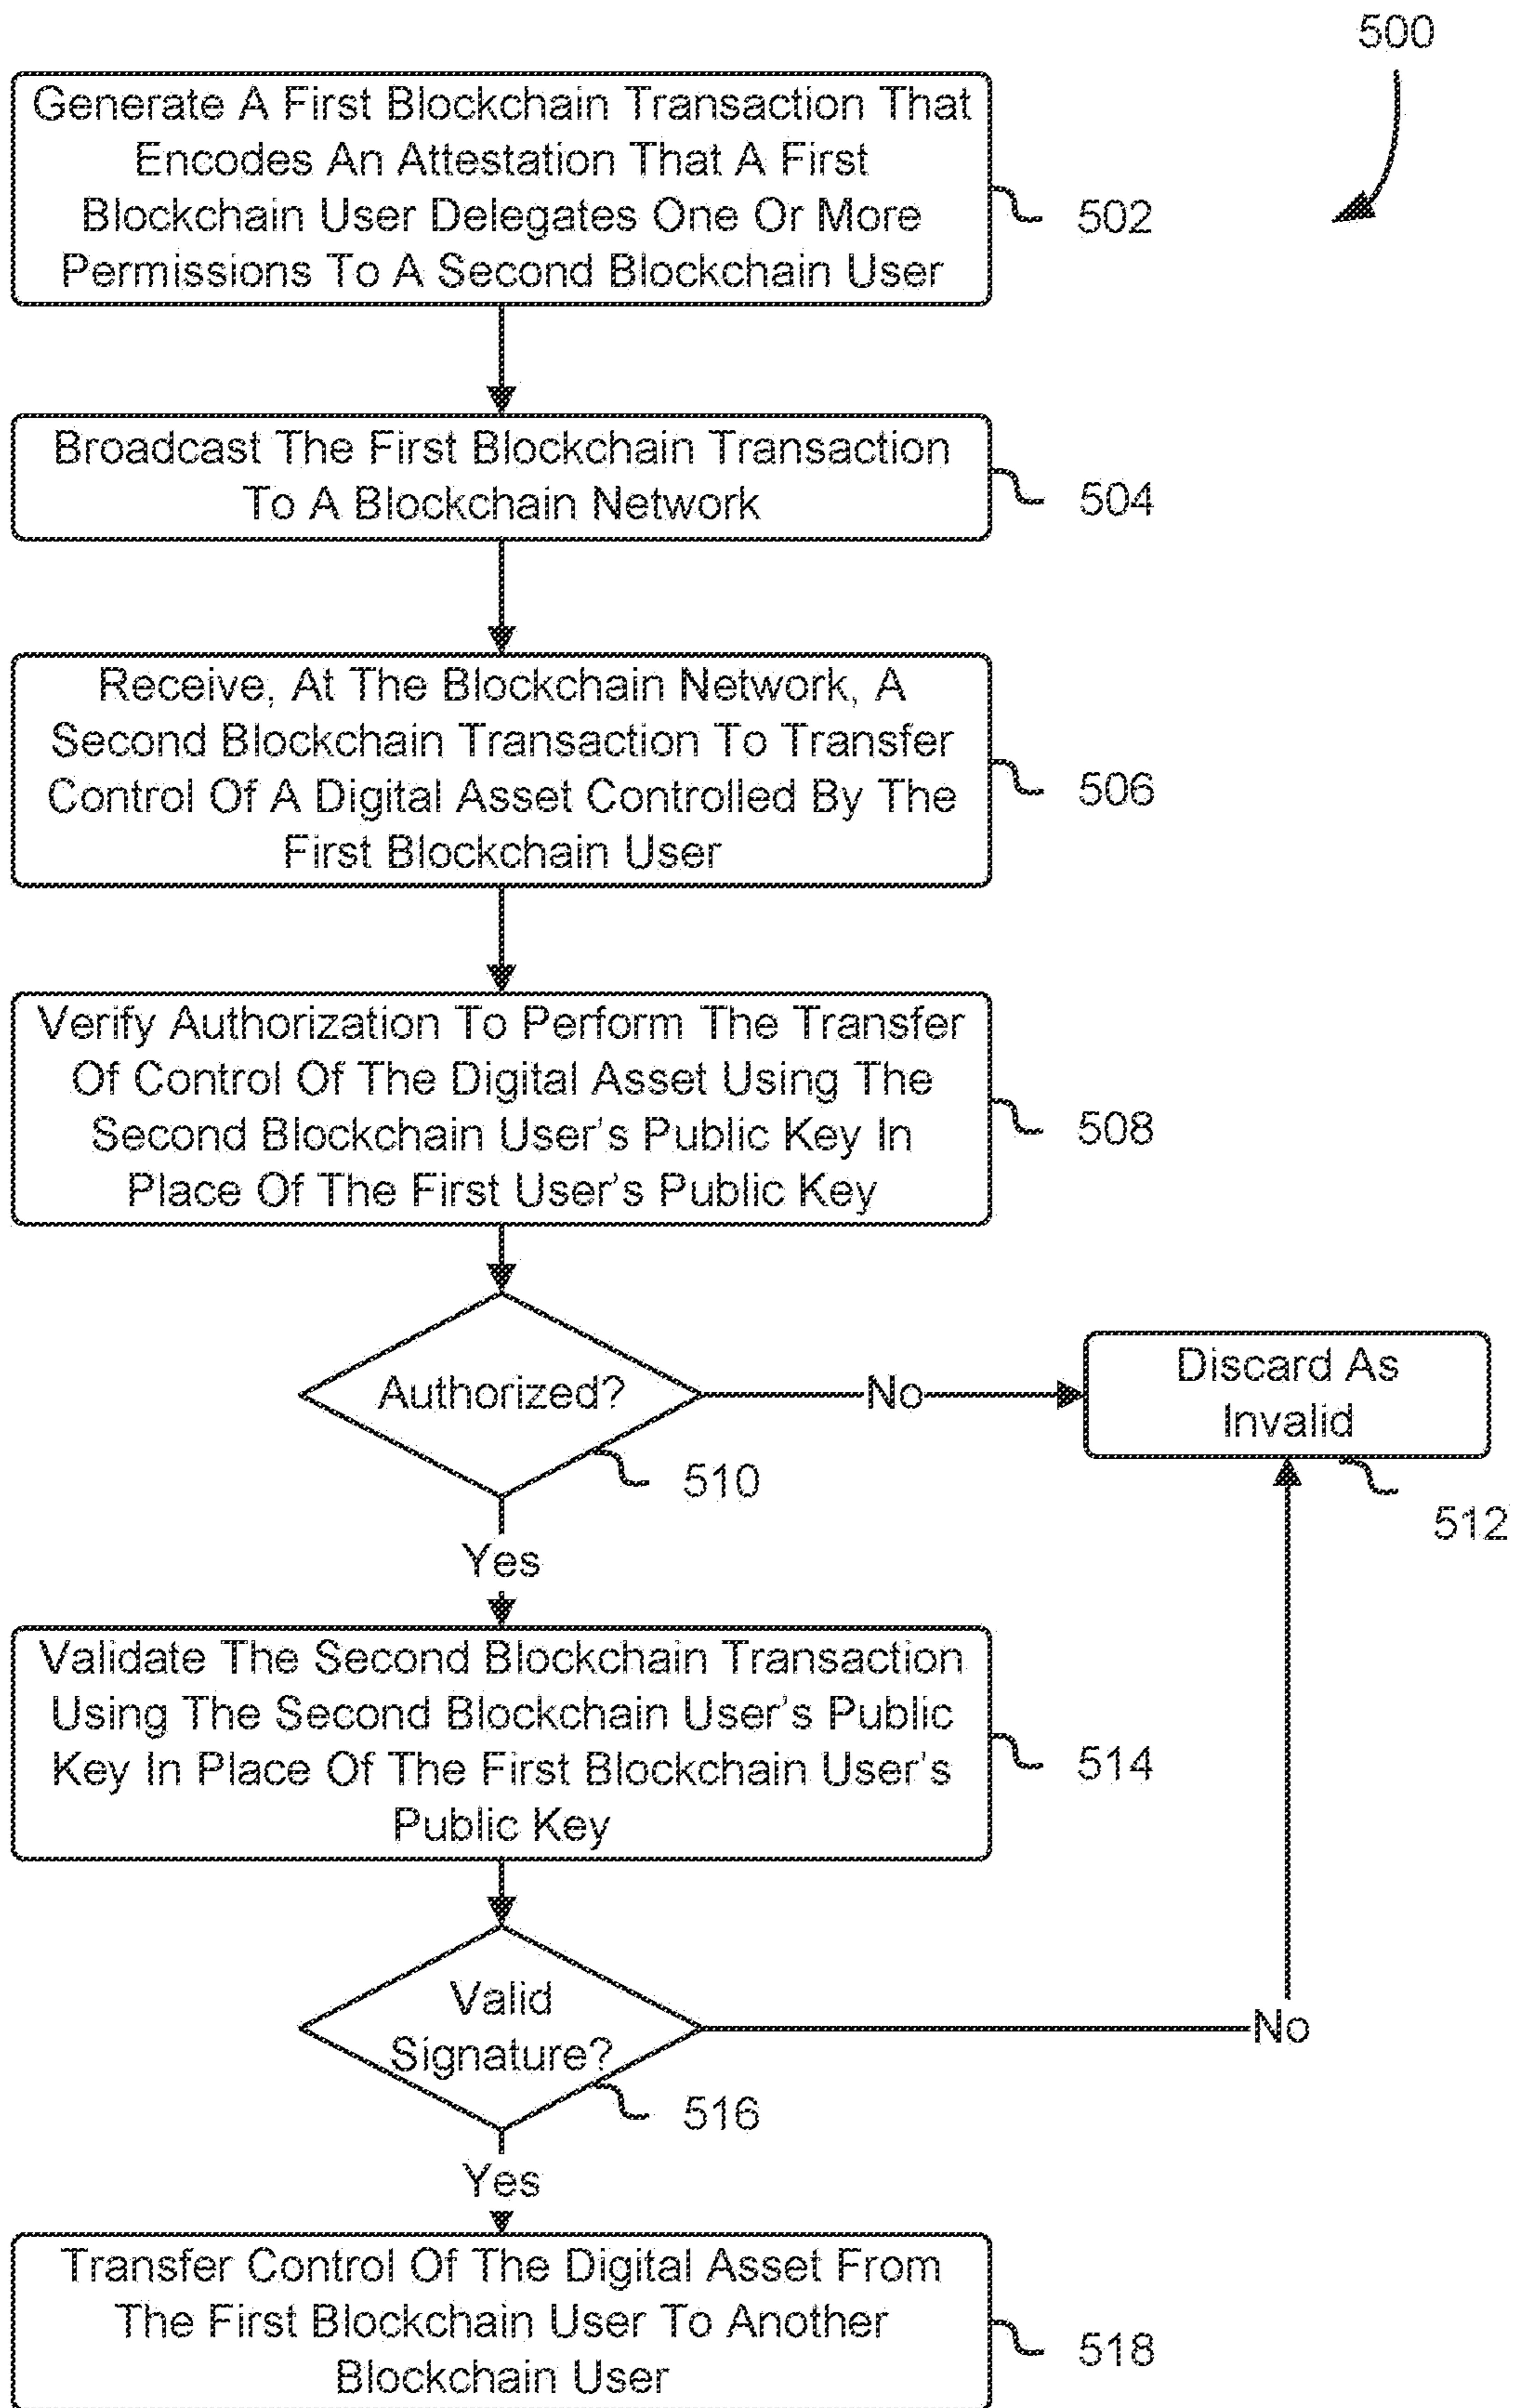 500
Generate A First Blockchain Transaction That
Encodes An Attestation That A First
Blockchain User Delegates One Or More
Permissions To A Second Blockchain User
502
Broadcast The First Blockchain Transaction
To A Blockchain Network
504
Receive, At The Blockchain Network, A
Second Blockchain Transaction To Transfer
Control Of A Digital Asset Controlled By The
First Blockchain User
506
Verify Authorization To Perform The Transfer
Of Control Of The Digital Asset Using The
Second Blockchain User's Public Key In
Place Of The First User's Public Key
508
Authorized?
No
Discard As
Invalid
510
512
Yes
Validate The Second Blockchain Transaction
Using The Second Blockchain User's Public
Key In Place Of The First Blockchain User's
Public Key
514
Valid
Signature?
No
516
Yes
Transfer Control Of The Digital Asset From
The First Blockchain User To Another
Blockchain User
518